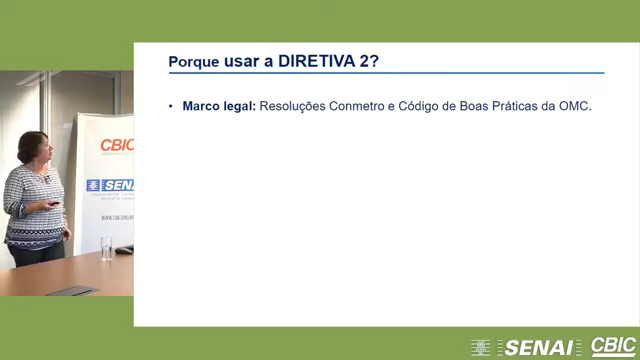 Porque usar a DIRETIVA 2?
• Marco legal: Resoluções Conmetro e Código de Boas Práticas da OMC.
CBIC
SENAI
SENAI
CBIC